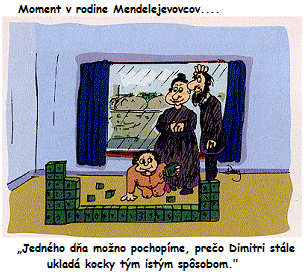 Moment v rodine Mendelejevovcov....
„Jedného dňa možno pochopíme, prečo Dimitri stále
ukladá kocky tým istým spôsobom."